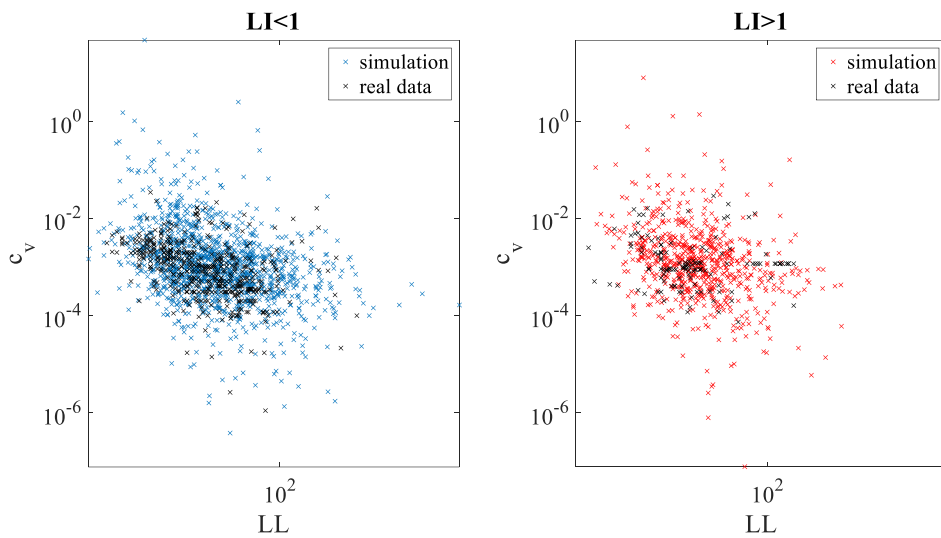 LI<1
simulation
real data
10^0
10^-2
10^-4
10^-6
c_v
10^2
LL
LI>1
simulation
real data
10^0
10^-2
10^-4
10^-6
c_v
10^2
LL